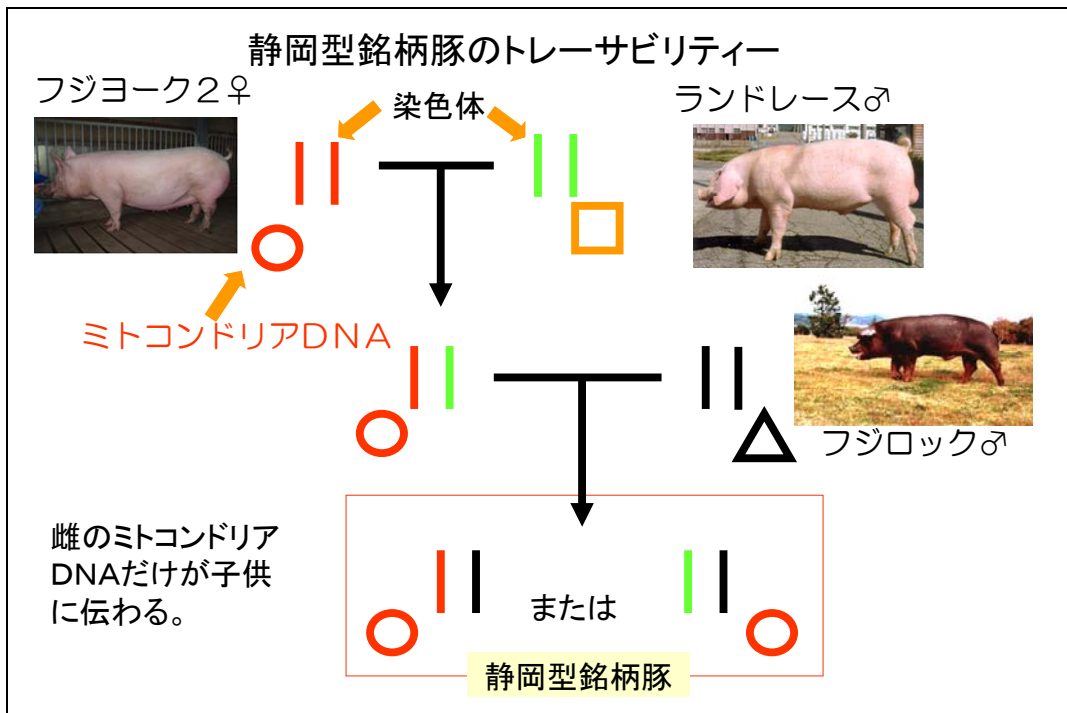 静岡型銘柄豚のトレーサビリティー
フジヨーク2♀
染色体
ランドレース♂
ミトコンドリアDNA
フジロック♂
雌のミトコンドリア
DNAだけが子供
に伝わる。
または
静岡型銘柄豚